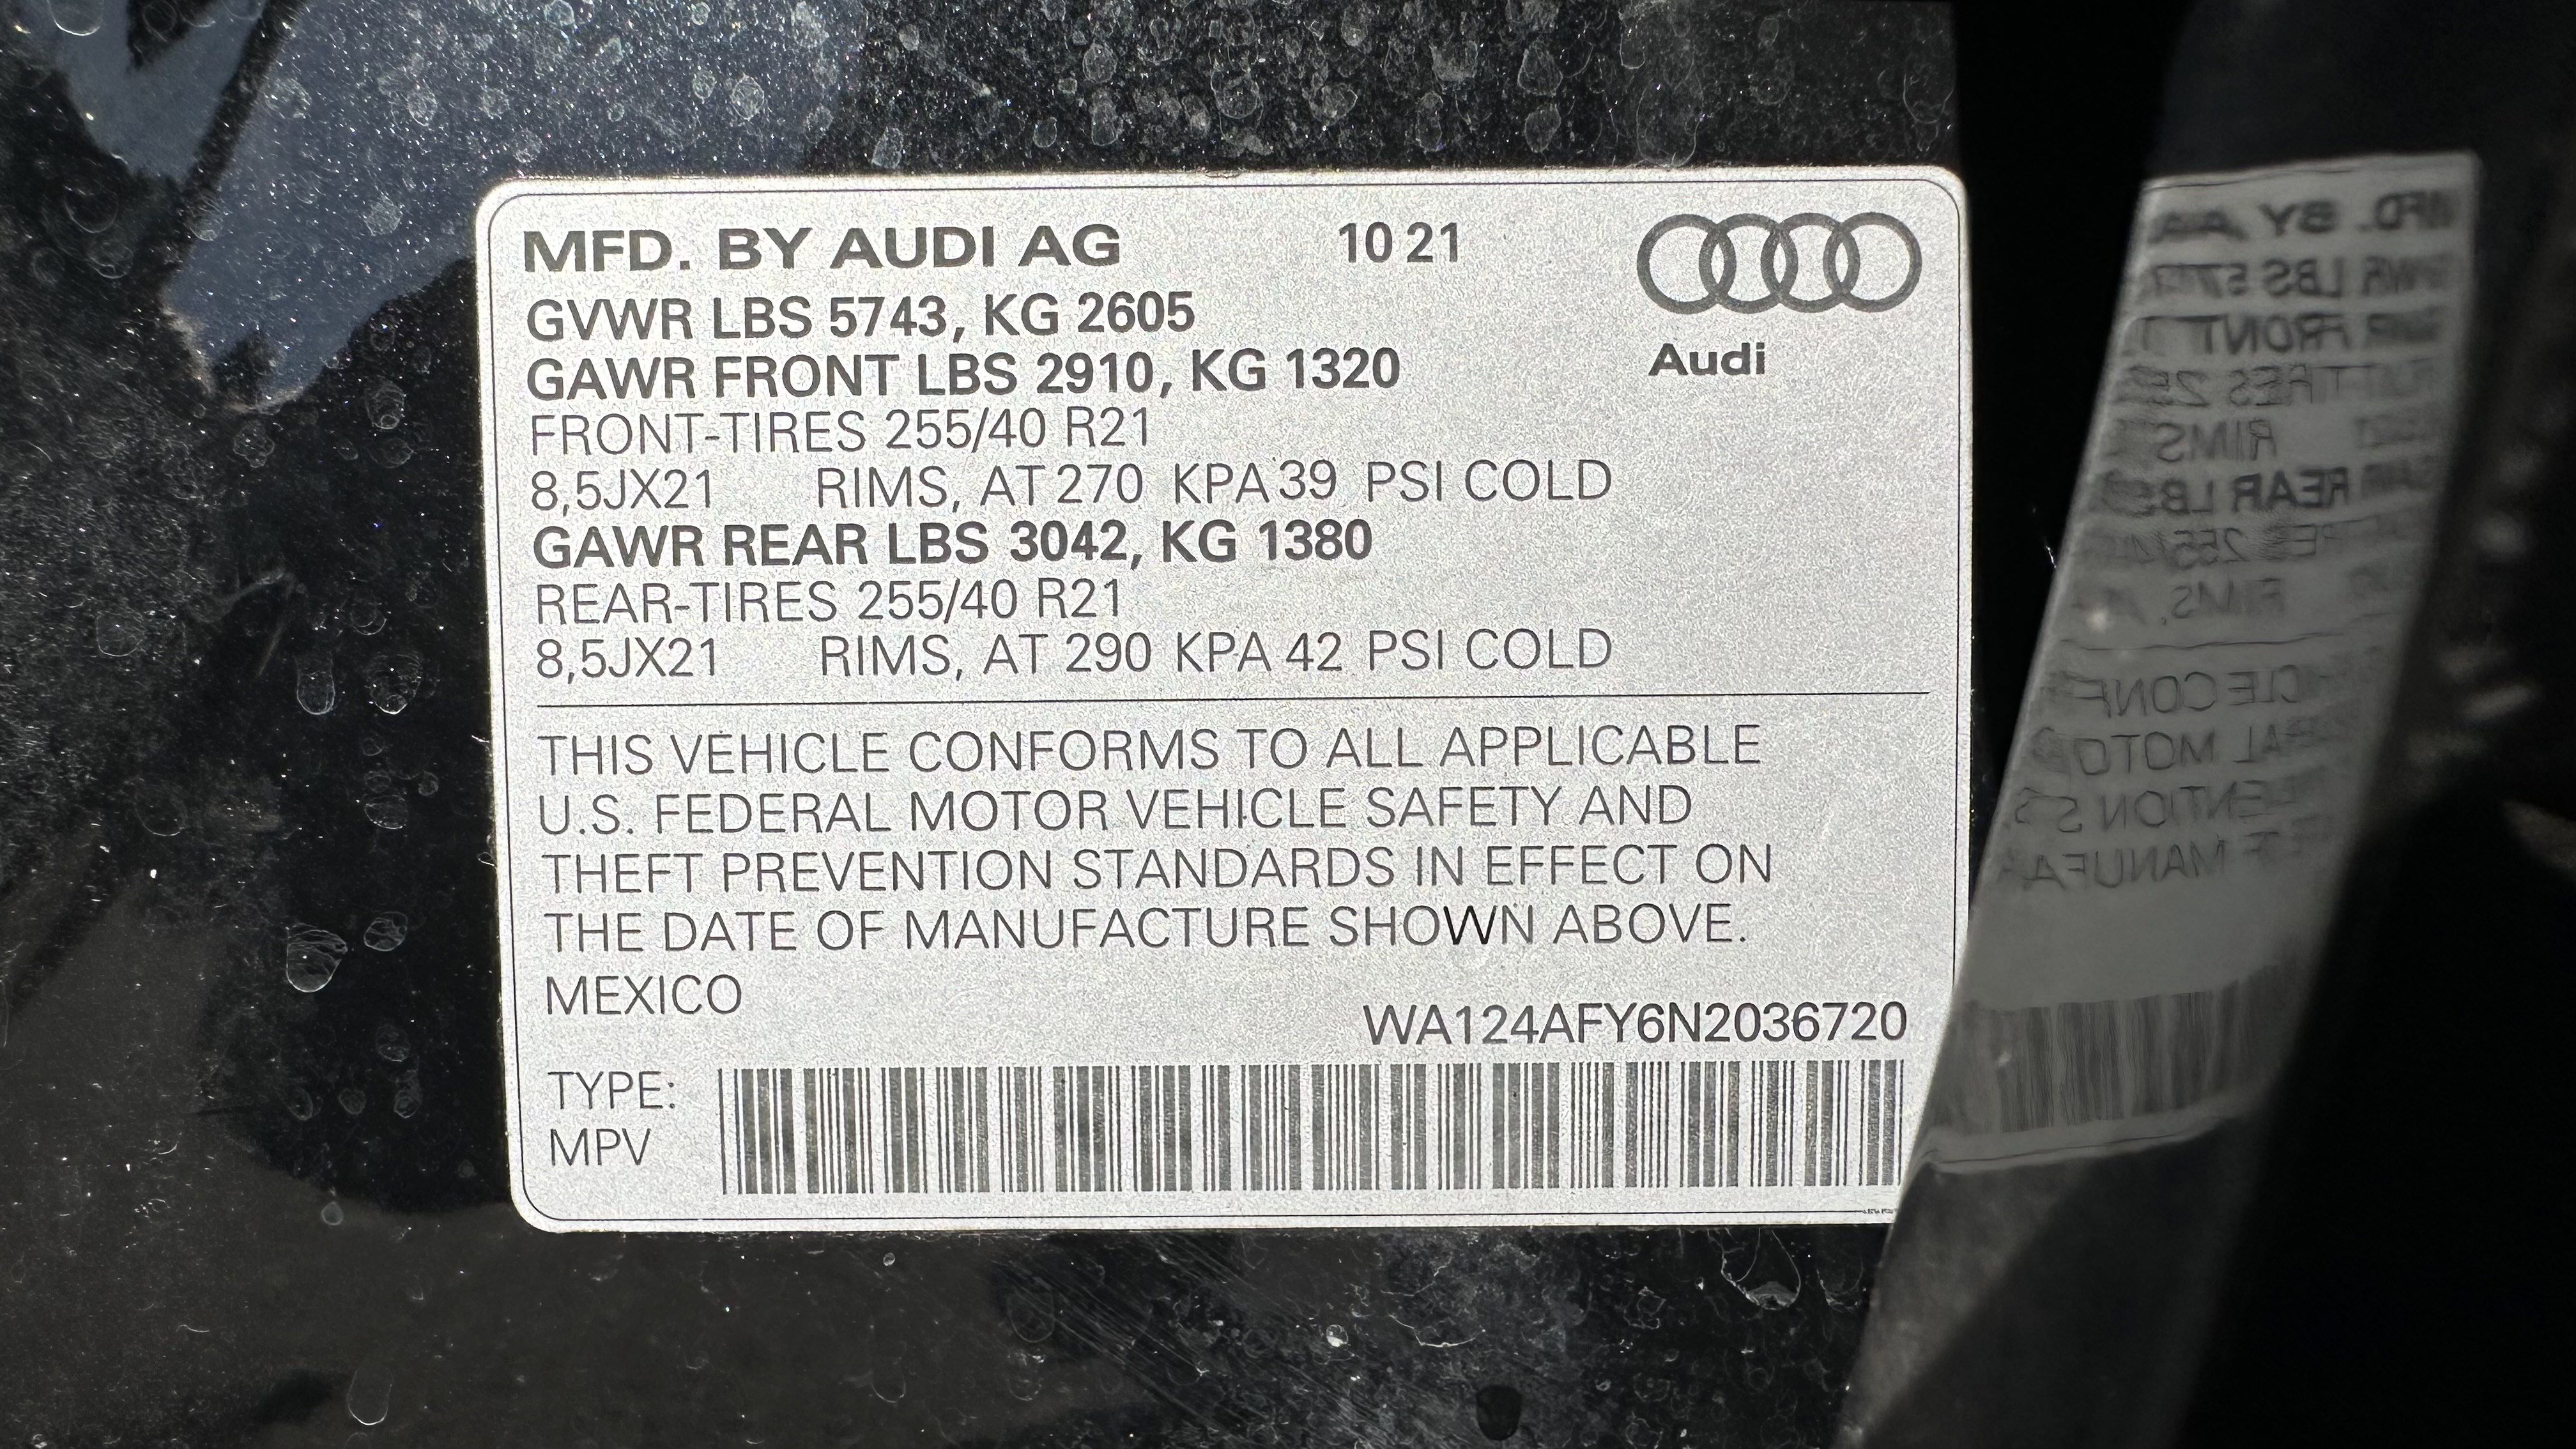 MFD. BY AUDI AG 10 21
GVWR LBS 5743, KG 2605
GAWR FRONT LBS 2910, KG 1320
Audi
FRONT-TIRES 255/40 R21
8,5JX21 RIMS, AT 270 KPA 39 PSI COLD
GAWR REAR LBS 3042, KG 1380
REAR-TIRES 255/40 R21
8,5JX21 RIMS, AT 290 KPA 42 PSI COLD
THIS VEHICLE CONFORMS TO ALL APPLICABLE
U.S. FEDERAL MOTOR VEHICLE SAFETY AND
THEFT PREVENTION STANDARDS IN EFFECT ON
THE DATE OF MANUFACTURE SHOWN ABOVE.
MEXICO
WA124AFY6N2036720
TYPE:
MPV